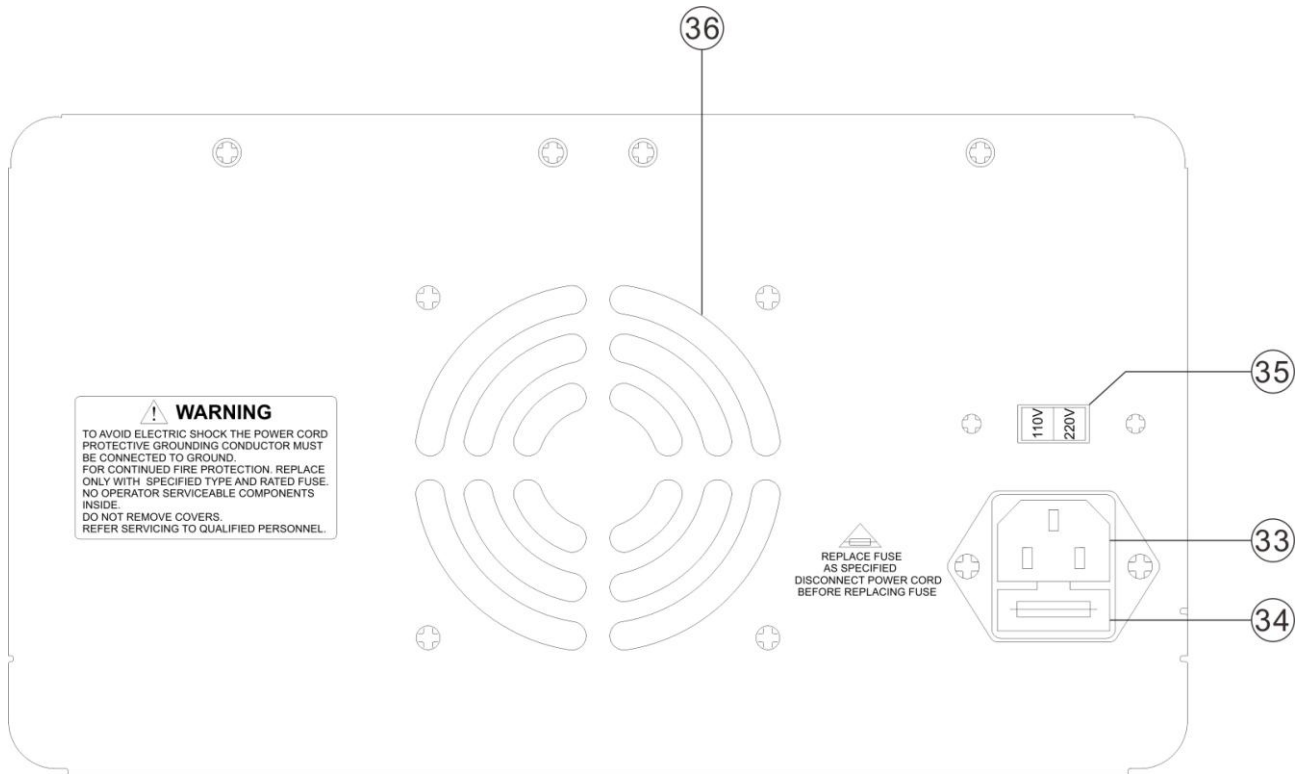 36
35
110V
220V
WARNING
TO AVOID ELECTRIC SHOCK THE POWER CORD
PROTECTIVE GROUNDING CONDUCTOR MUST
BE CONNECTED TO GROUND.
FOR CONTINUED FIRE PROTECTION. REPLACE
ONLY WITH SPECIFIED TYPE AND RATED FUSE.
NO OPERATOR SERVICEABLE COMPONENTS
INSIDE.
DO NOT REMOVE COVERS.
REFER SERVICING TO QUALIFIED PERSONNEL.
33
REPLACE FUSE
AS SPECIFIED
DISCONNECT POWER CORD
BEFORE REPLACING FUSE
34